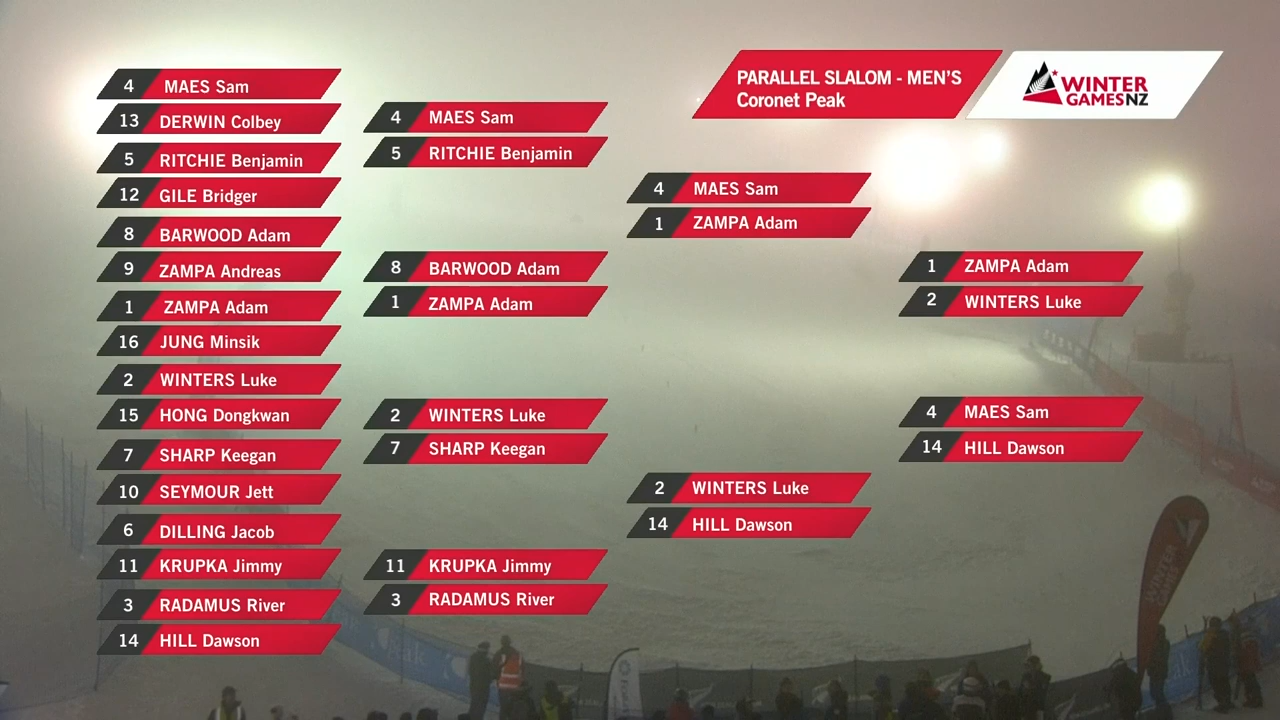 PARALLEL SLALOM - MEN'S
Coronet Peak
WINTER
GAMESNZ
4 MAES Sam
13 DERWIN Colbey
5 RITCHIE Benjamin
12 GILE Bridger
8 BARWOOD Adam
9 ZAMPA Andreas
1 ZAMPA Adam
16 JUNG Minsik
2 WINTERS Luke
15 HONG Dongkwan
7 SHARP Keegan
10 SEYMOUR Jett
6 DILLING Jacob
11 KRUPKA Jimmy
3 RADAMUS River
14 HILL Dawson
4 MAES Sam
5 RITCHIE Benjamin
8 BARWOOD Adam
1 ZAMPA Adam
2 WINTERS Luke
7 SHARP Keegan
11 KRUPKA Jimmy
3 RADAMUS River
4 MAES Sam
1 ZAMPA Adam
2 WINTERS Luke
14 HILL Dawson
1 ZAMPA Adam
2 WINTERS Luke
4 MAES Sam
14 HILL Dawson
WINTER